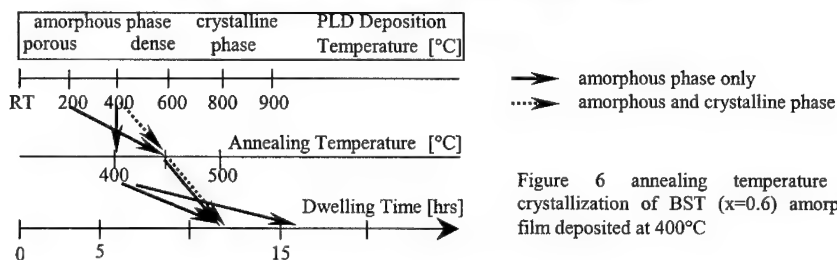 amorphous phase crystalline PLD Deposition
porous dense phase Temperature [°C]
RT 200 400 600 800 900
amorphous phase only
amorphous and crystalline phase
Annealing Temperature [°C]
400 500
Dwelling Time [hrs]
0 5 15
Figure 6 annealing temperature
crystallization of BST (x=0.6) amorp
film deposited at 400°C